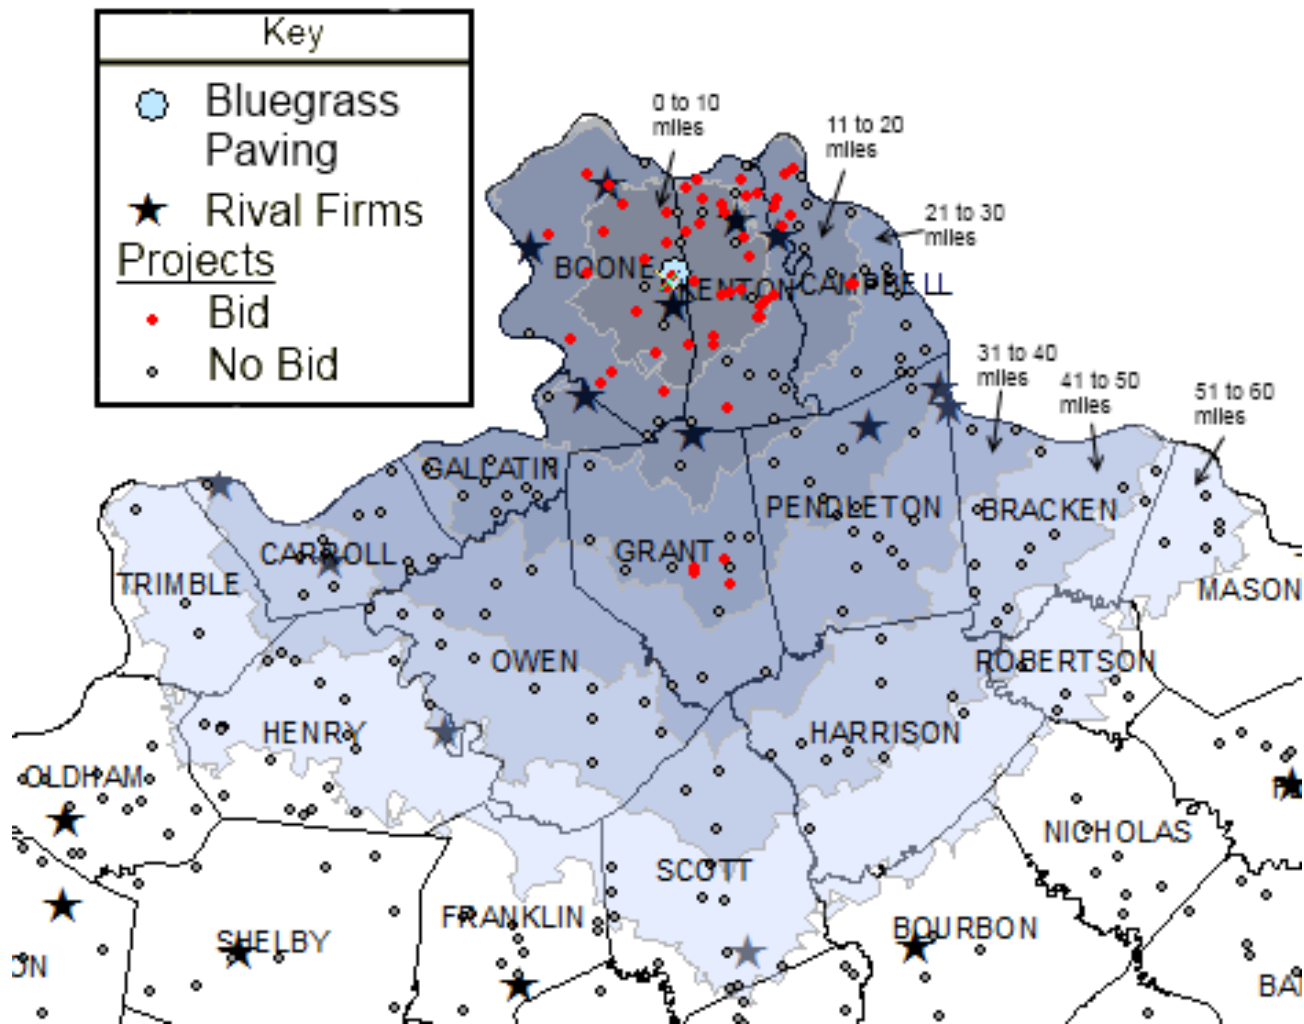 Key
Bluegrass
Paving
Rival Firms
Projects
Bid
No Bid
0 to 10
miles
11 to 20
miles
21 to 30
miles
31 to 40
miles
41 to 50
miles
51 to 60
miles
BOONE
KENTON
CAMPBELL
GALLATIN
CARROLL
TRIMBLE
GRANT
PENDLETON
BRACKEN
MASON
OWEN
ROBERTSON
HENRY
HARRISON
OLDHAM
NICHOLAS
SCOTT
SHELBY
FRANKLIN
BOURBON
ON
BA